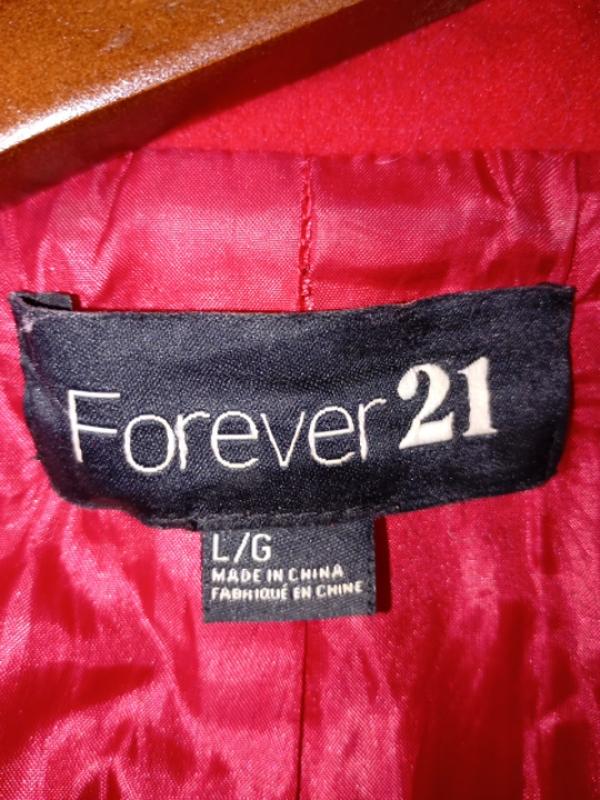 Forever 21
L/G
MADE IN CHINA
FABRIQUÉ EN CHINE